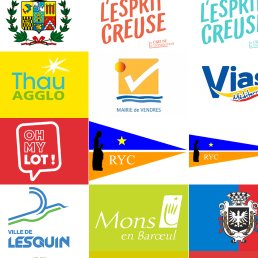 L'ESPRIT
CREUSE
L'ESPRIT
CREUSE
Thau
AGGLO
MAIRIE de VENDRES
Vias
OH
MY
LOT !
RYC
RYC
VILLE DE
LESQUIN
Mons
en Barœul